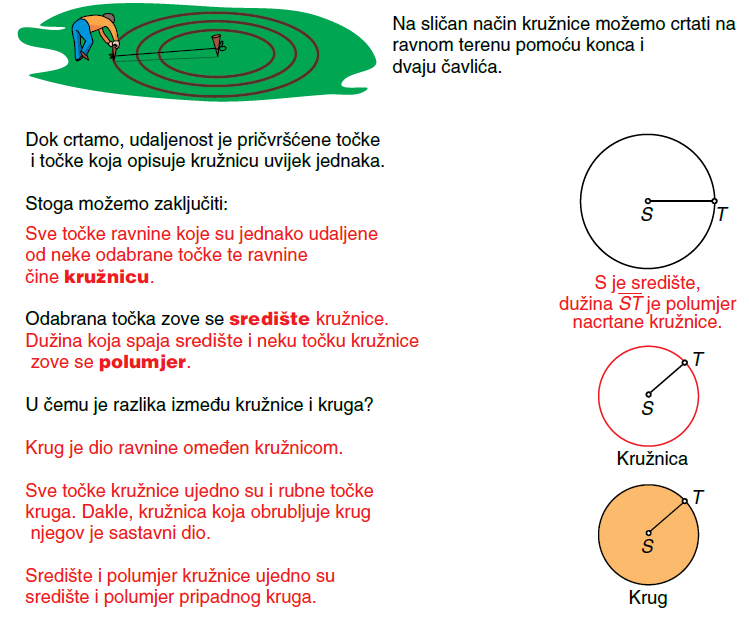 Na sličan način kružnice možemo crtati na
ravnom terenu pomoću konca i
dvaju čavlića.
Dok crtamo, udaljenost je pričvršćene točke
i točke koja opisuje kružnicu uvijek jednaka.
Stoga možemo zaključiti:
Sve točke ravnine koje su jednako udaljene
od neke odabrane točke te ravnine
čine kružnicu.
Odabrana točka zove se središte kružnice.
Dužina koja spaja središte i neku točku kružnice
zove se polumjer.
U čemu je razlika između kružnice i kruga?
Krug je dio ravnine omeđen kružnicom.
Sve točke kružnice ujedno su i rubne točke
kruga. Dakle, kružnica koja obrubljuje krug
njegov je sastavni dio.
Središte i polumjer kružnice ujedno su
središte i polumjer pripadnog kruga.
S T
S je središte,
dužina S̅T̅ je polumjer
nacrtane kružnice.
T
S
Kružnica
T
S
Krug